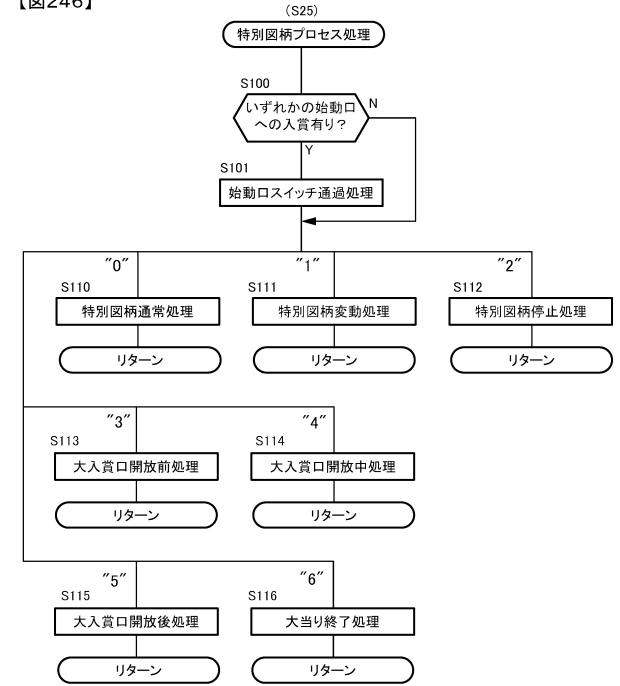 【図246】
(S25)
特別図柄プロセス処理
S100
いずれかの始動口
への入賞有り？
N
Y
S101
始動口スイッチ通過処理
"0"
"1"
"2"
S110
S111
S112
特別図柄通常処理
特別図柄変動処理
特別図柄停止処理
リターン
リターン
リターン
"3"
"4"
S113
S114
大入賞口開放前処理
大入賞口開放中処理
リターン
リターン
"5"
"6"
S115
S116
大入賞口開放後処理
大当り終了処理
リターン
リターン